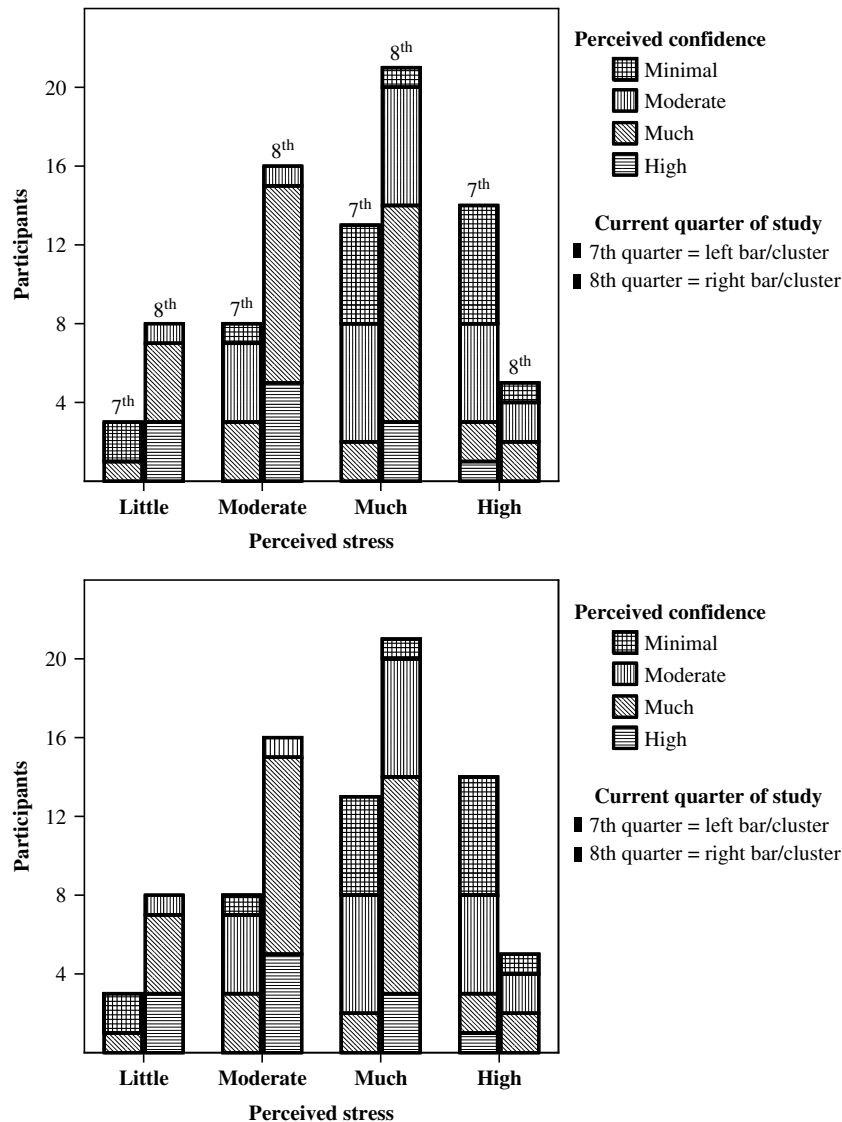 Participants
20
16
12
8
4
7th
8th
7th
8th
7th
8th
7th
8th
Little
Moderate
Much
High
Perceived stress
Perceived confidence
Minimal
Moderate
Much
High
Current quarter of study
7th quarter = left bar/cluster
8th quarter = right bar/cluster
Participants
20
16
12
8
4
Little
Moderate
Much
High
Perceived stress
Perceived confidence
Minimal
Moderate
Much
High
Current quarter of study
7th quarter = left bar/cluster
8th quarter = right bar/cluster